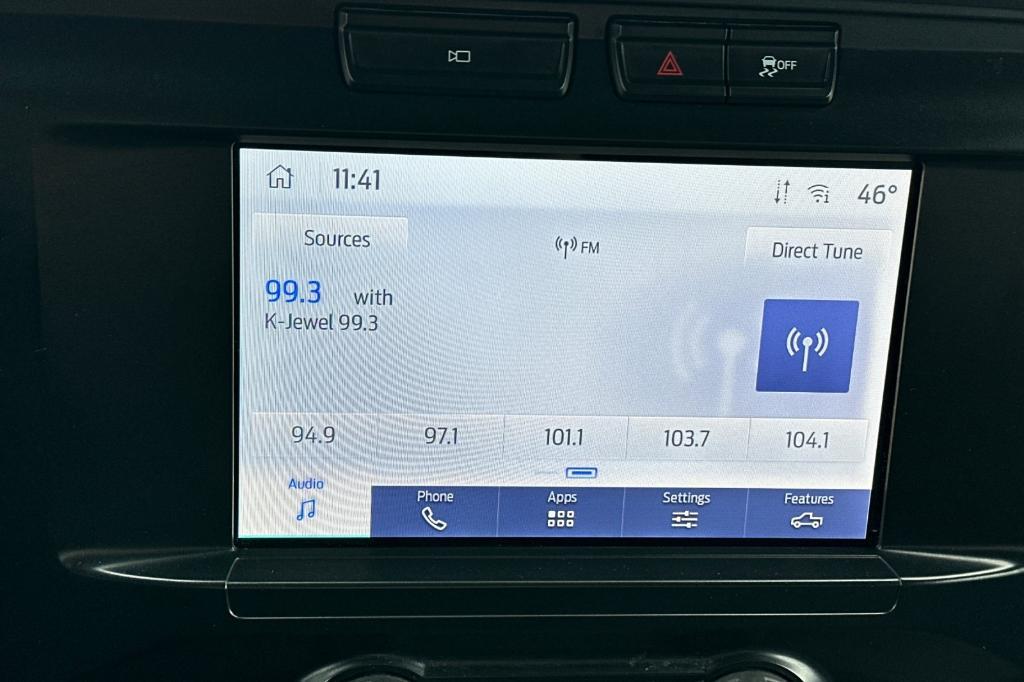 OFF
11:41
46°
Sources
FM
Direct Tune
99.3 with
K-Jewel 99.3
94.9 97.1 101.1 103.7 104.1
Audio Phone Apps Settings Features